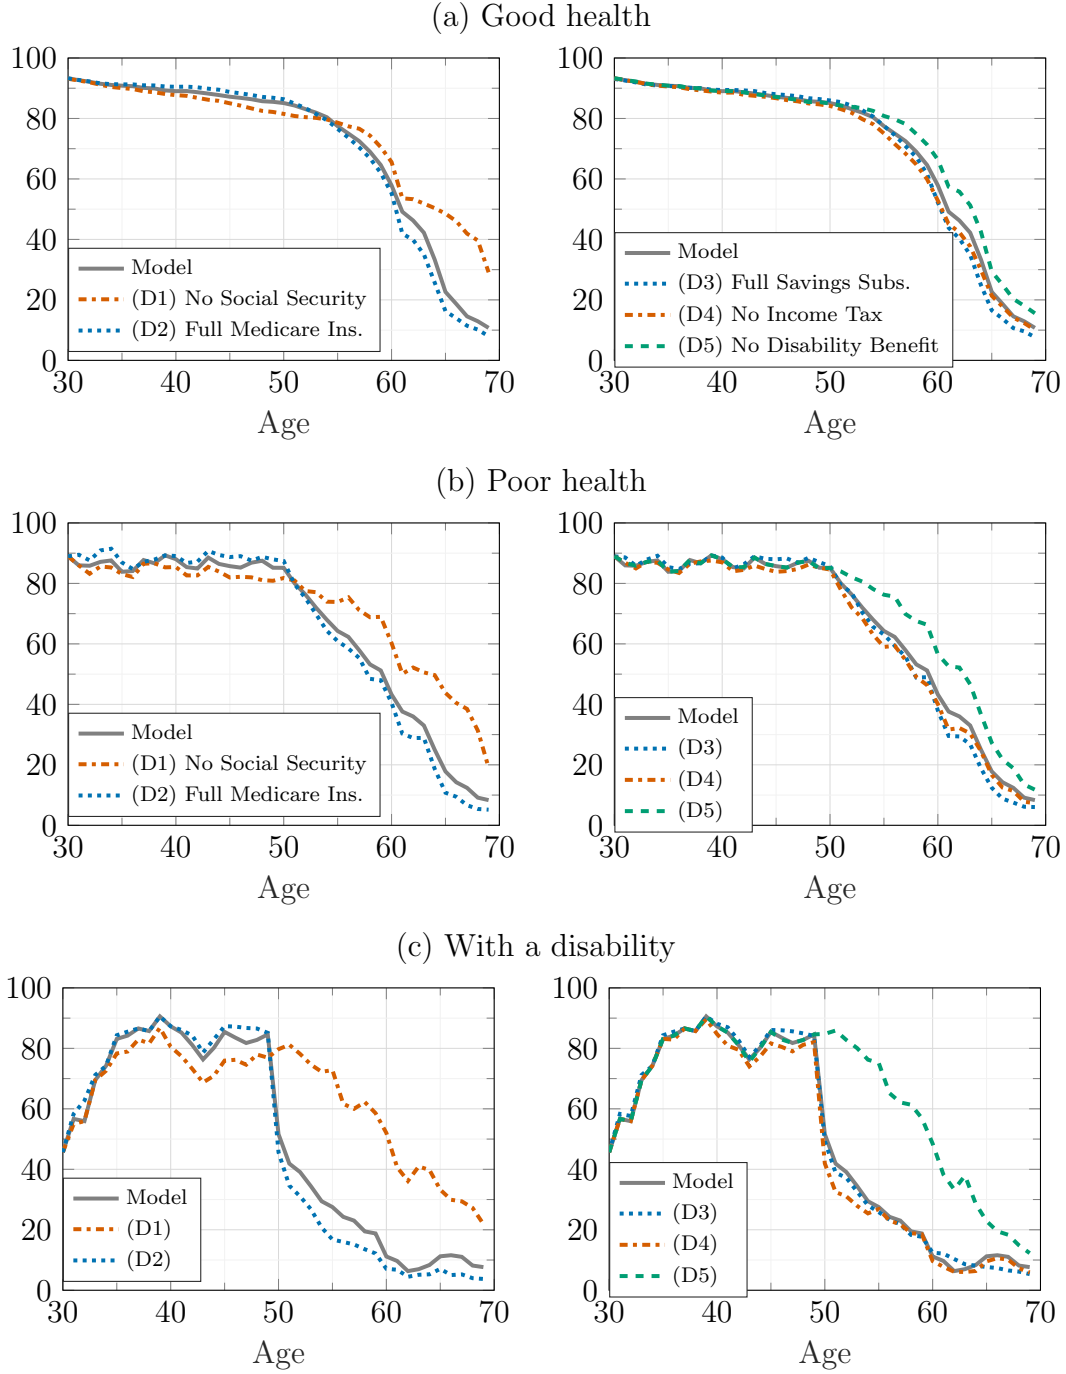 (a) Good health
100
80
60
40
20
0
Model
(D1) No Social Security
(D2) Full Medicare Ins.
30 40 50 60 70
Age
100
80
60
40
20
0
Model
(D3) Full Savings Subs.
(D4) No Income Tax
(D5) No Disability Benefit
30 40 50 60 70
Age
(b) Poor health
100
80
60
40
20
0
Model
(D1) No Social Security
(D2) Full Medicare Ins.
30 40 50 60 70
Age
100
80
60
40
20
0
Model
(D3)
(D4)
(D5)
30 40 50 60 70
Age
(c) With a disability
100
80
60
40
20
0
Model
(D1)
(D2)
30 40 50 60 70
Age
100
80
60
40
20
0
Model
(D3)
(D4)
(D5)
30 40 50 60 70
Age